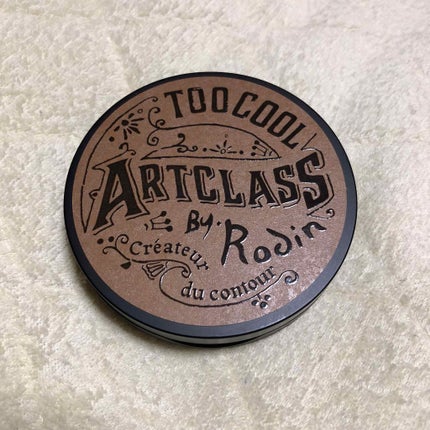 TOO COOL
ARTCLASS
BY. Rodin
Créateur
du contour